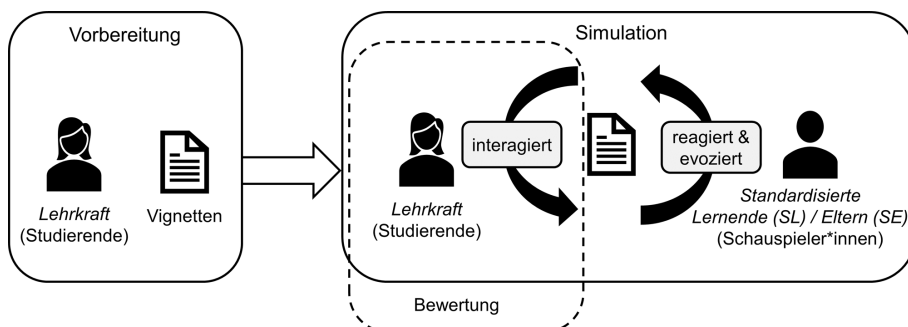 Vorbereitung
Lehrkraft
(Studierende)
Vignetten
Simulation
Lehrkraft
(Studierende)
interagiert
reagiert &
evoziert
Standardisierte
Lernende (SL) / Eltern (SE)
(Schauspieler*innen)
Bewertung